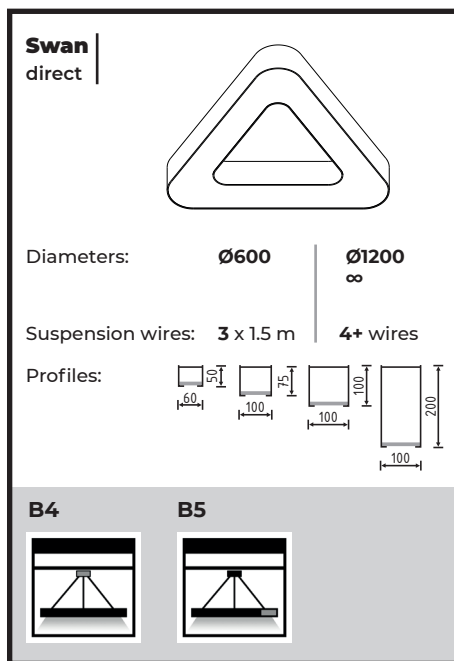 Swan
direct
Diameters: Ø600 Ø1200
∞
Suspension wires: 3 x 1.5 m 4+ wires
Profiles:
50
60
75
100
100
100
200
100
B4 B5